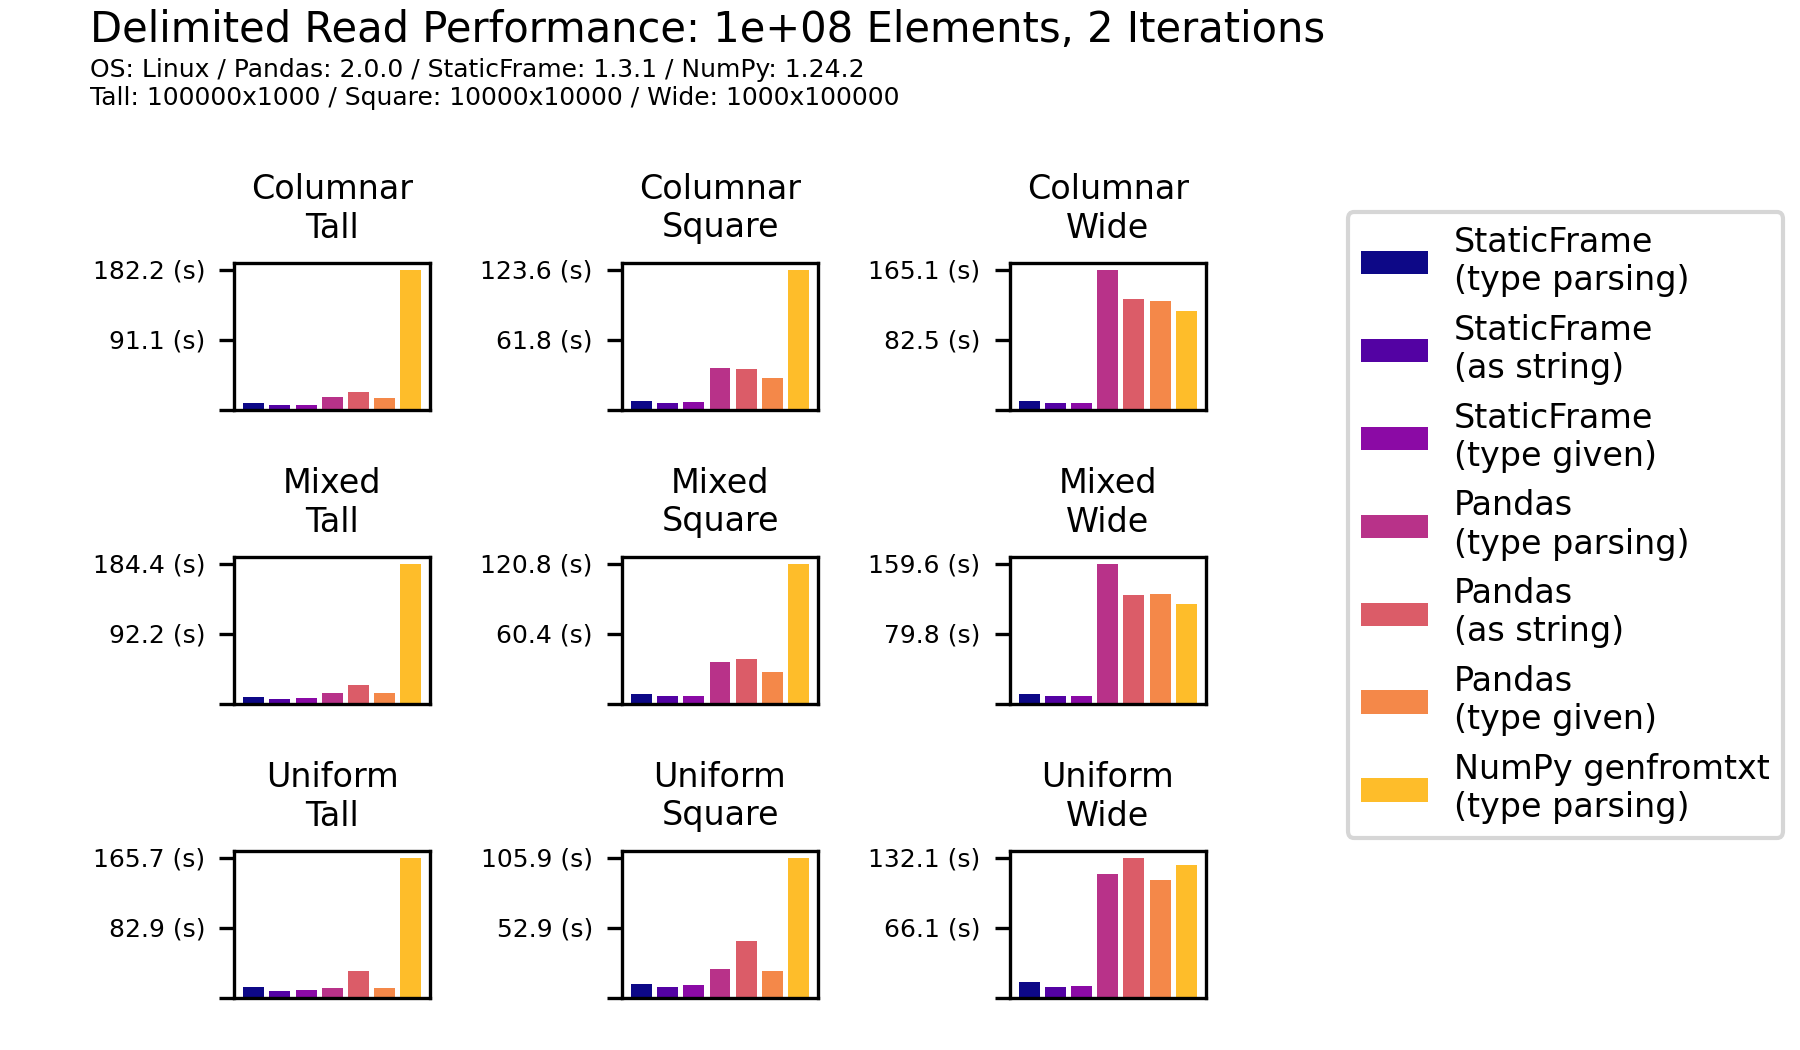 Delimited Read Performance: 1e+08 Elements, 2 Iterations
OS: Linux / Pandas: 2.0.0 / StaticFrame: 1.3.1 / NumPy: 1.24.2
Tall: 100000x1000 / Square: 10000x10000 / Wide: 1000x100000
Columnar
Tall
182.2 (s)
91.1 (s)
Columnar
Square
123.6 (s)
61.8 (s)
Columnar
Wide
165.1 (s)
82.5 (s)
Mixed
Tall
184.4 (s)
92.2 (s)
Mixed
Square
120.8 (s)
60.4 (s)
Mixed
Wide
159.6 (s)
79.8 (s)
Uniform
Tall
165.7 (s)
82.9 (s)
Uniform
Square
105.9 (s)
52.9 (s)
Uniform
Wide
132.1 (s)
66.1 (s)
StaticFrame
(type parsing)
StaticFrame
(as string)
StaticFrame
(type given)
Pandas
(type parsing)
Pandas
(as string)
Pandas
(type given)
NumPy genfromtxt
(type parsing)